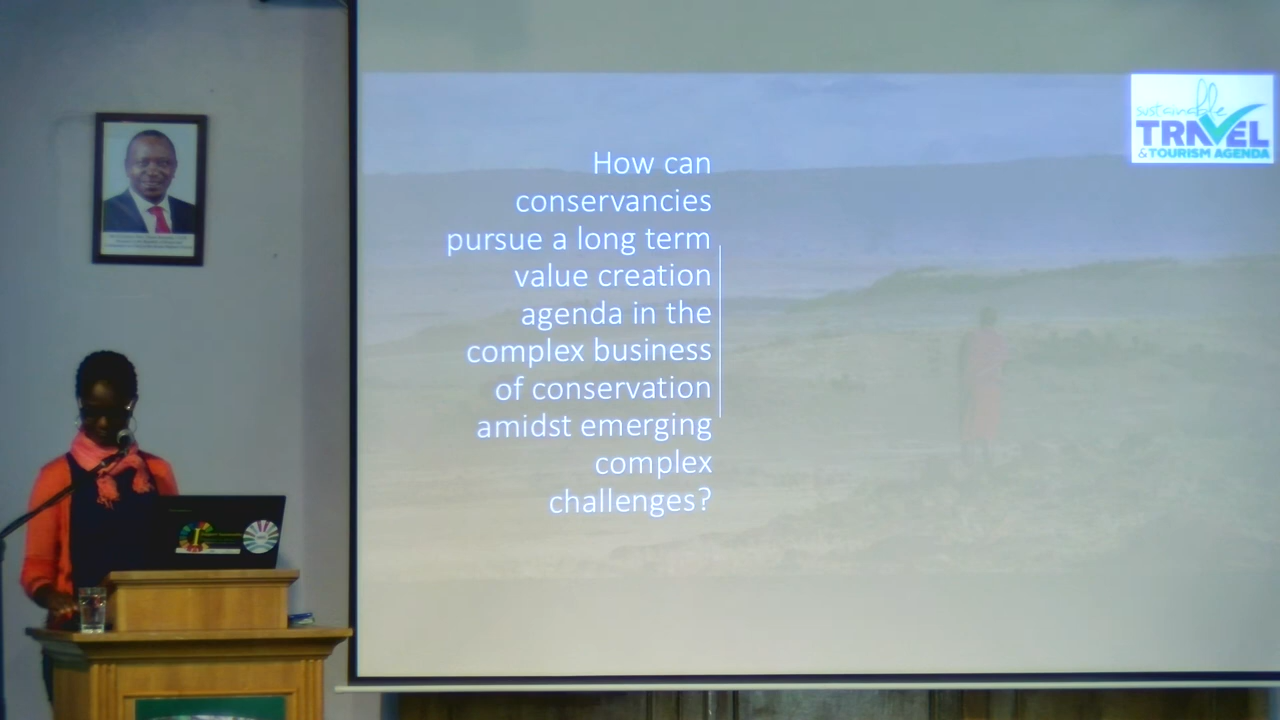 How can
conservancies
pursue a long term
value creation
agenda in the
complex business
of conservation
amidst emerging
complex
challenges?
sustainable
TRAVEL
& TOURISM AGENDA